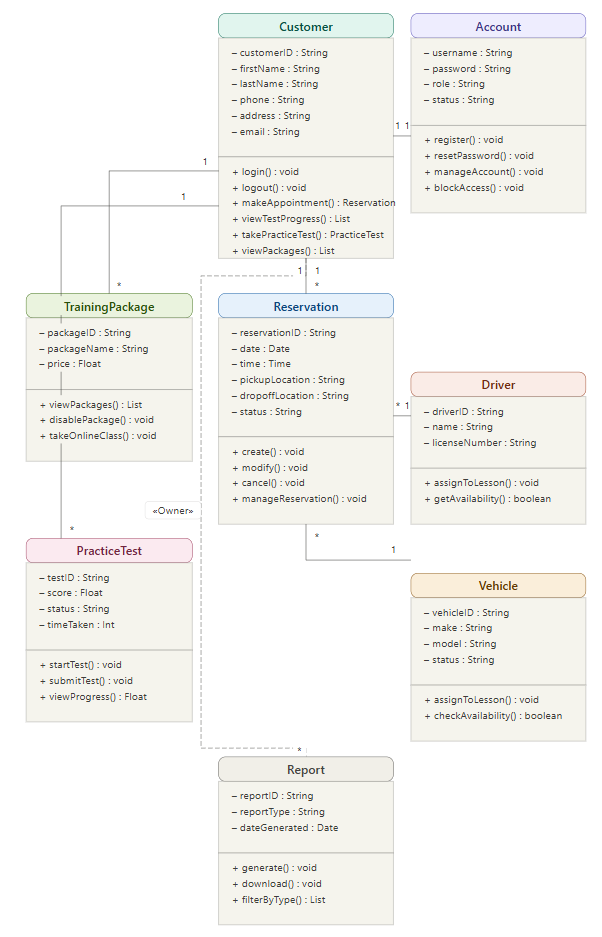 Customer
– customerID : String
– firstName : String
– lastName : String
– phone : String
– address : String
– email : String
+ login() : void
+ logout() : void
+ makeAppointment() : Reservation
+ viewTestProgress() : List
+ takePracticeTest() : PracticeTest
+ viewPackages() : List
Account
– username : String
– password : String
– role : String
– status : String
+ register() : void
+ resetPassword() : void
+ manageAccount() : void
+ blockAccess() : void
1 1
1
1
*
1
1
*
TrainingPackage
– packageID : String
– packageName : String
– price : Float
+ viewPackages() : List
+ disablePackage() : void
+ takeOnlineClass() : void
Reservation
– reservationID : String
– date : Date
– time : Time
– pickupLocation : String
– dropoffLocation : String
– status : String
+ create() : void
+ modify() : void
+ cancel() : void
+ manageReservation() : void
* 1
Driver
– driverID : String
– name : String
– licenseNumber : String
+ assignToLesson() : void
+ getAvailability() : boolean
«Owner»
*
*
1
PracticeTest
– testID : String
– score : Float
– status : String
– timeTaken : Int
+ startTest() : void
+ submitTest() : void
+ viewProgress() : Float
Vehicle
– vehicleID : String
– make : String
– model : String
– status : String
+ assignToLesson() : void
+ checkAvailability() : boolean
*
Report
– reportID : String
– reportType : String
– dateGenerated : Date
+ generate() : void
+ download() : void
+ filterByType() : List